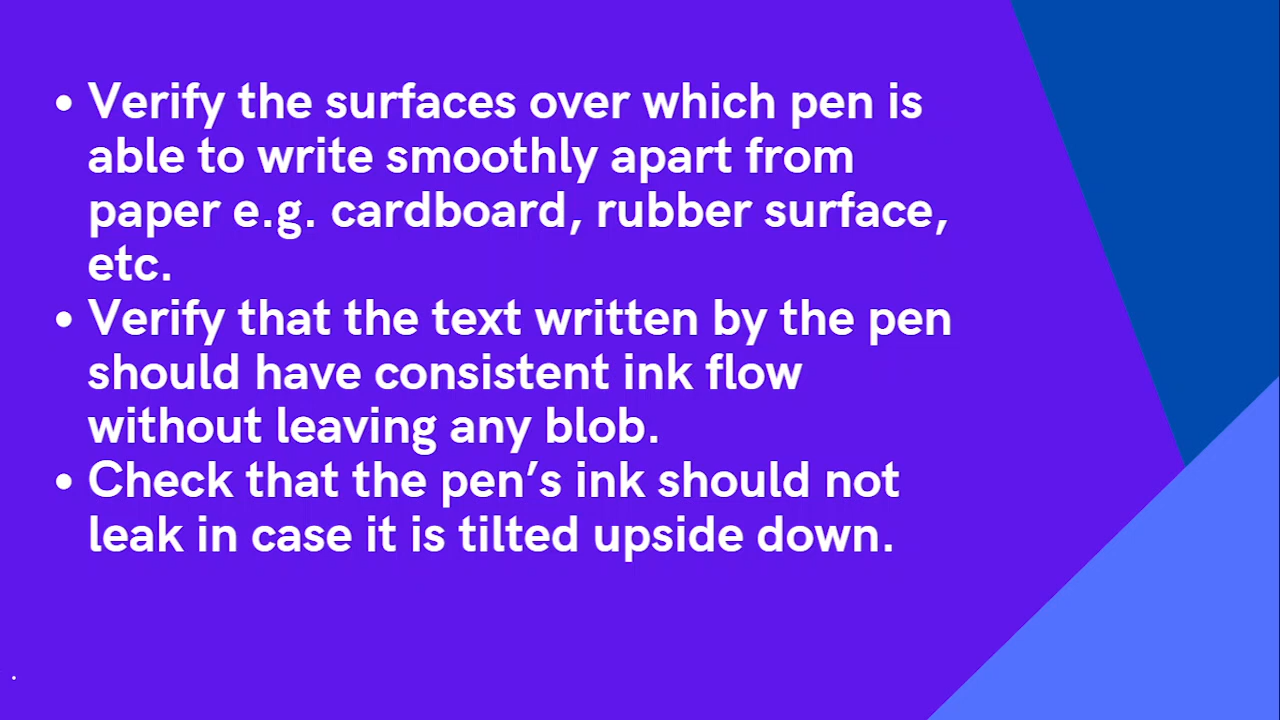 • Verify the surfaces over which pen is
able to write smoothly apart from
paper e.g. cardboard, rubber surface,
etc.
• Verify that the text written by the pen
should have consistent ink flow
without leaving any blob.
• Check that the pen’s ink should not
leak in case it is tilted upside down.
.